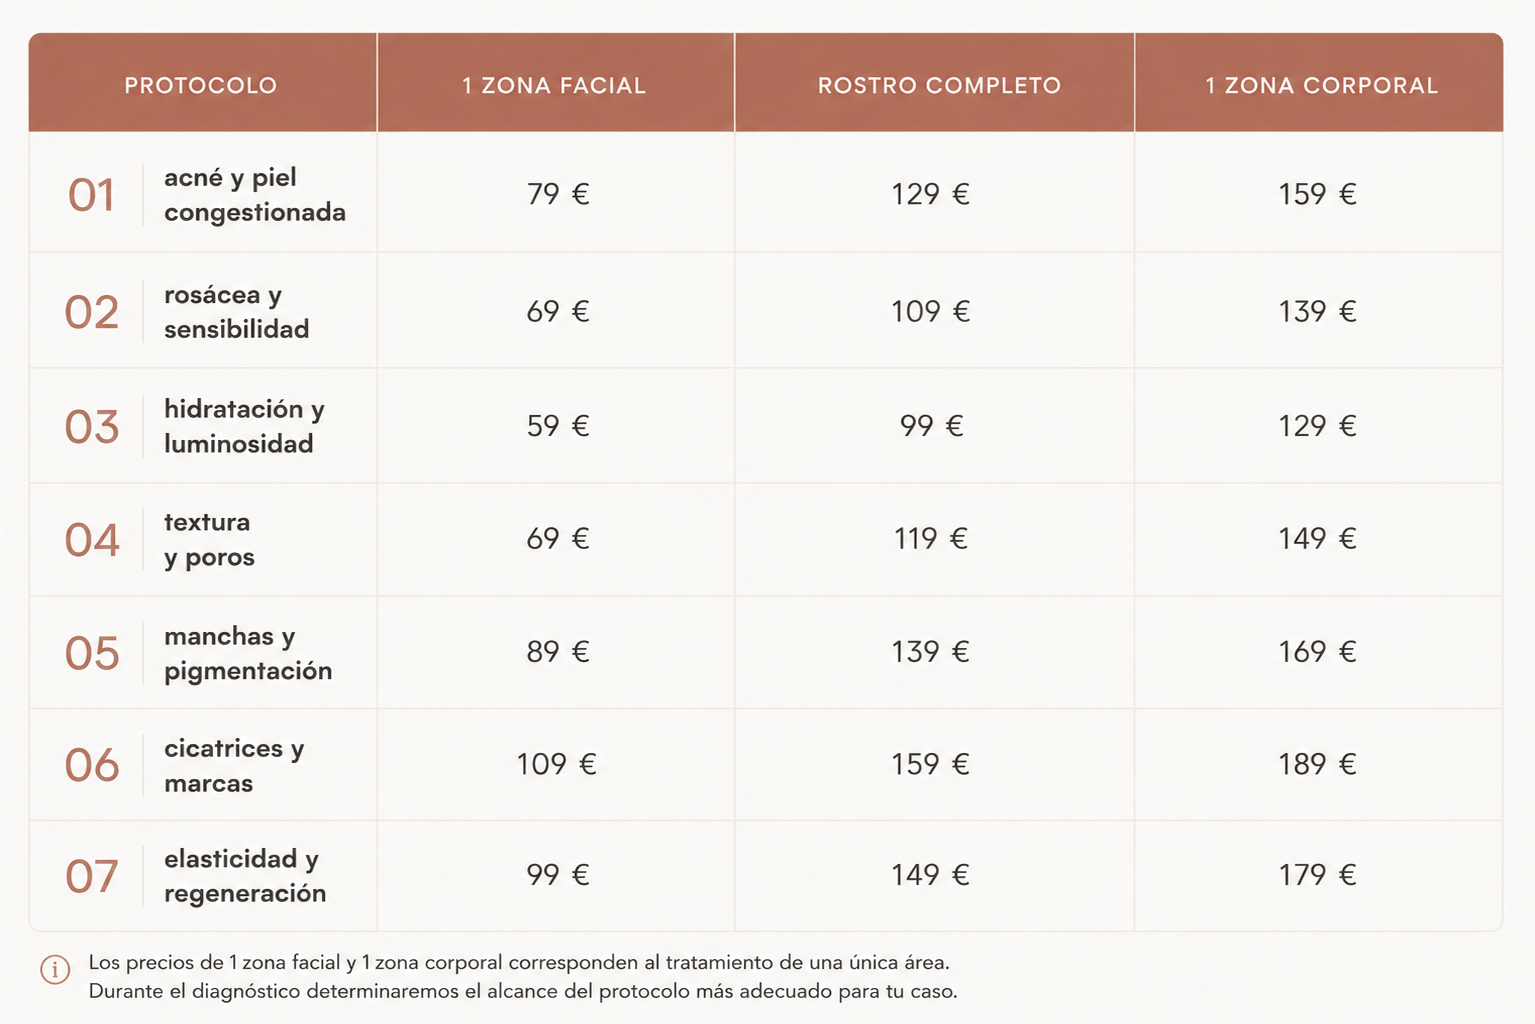 PROTOCOLO 1 ZONA FACIAL ROSTRO COMPLETO 1 ZONA CORPORAL
01 acné y piel
congestionada 79 € 129 € 159 €
02 rosácea y
sensibilidad 69 € 109 € 139 €
03 hidratación y
luminosidad 59 € 99 € 129 €
04 textura
y poros 69 € 119 € 149 €
05 manchas y
pigmentación 89 € 139 € 169 €
06 cicatrices y
marcas 109 € 159 € 189 €
07 elasticidad y
regeneración 99 € 149 € 179 €
i Los precios de 1 zona facial y 1 zona corporal corresponden al tratamiento de una única área.
Durante el diagnóstico determinaremos el alcance del protocolo más adecuado para tu caso.